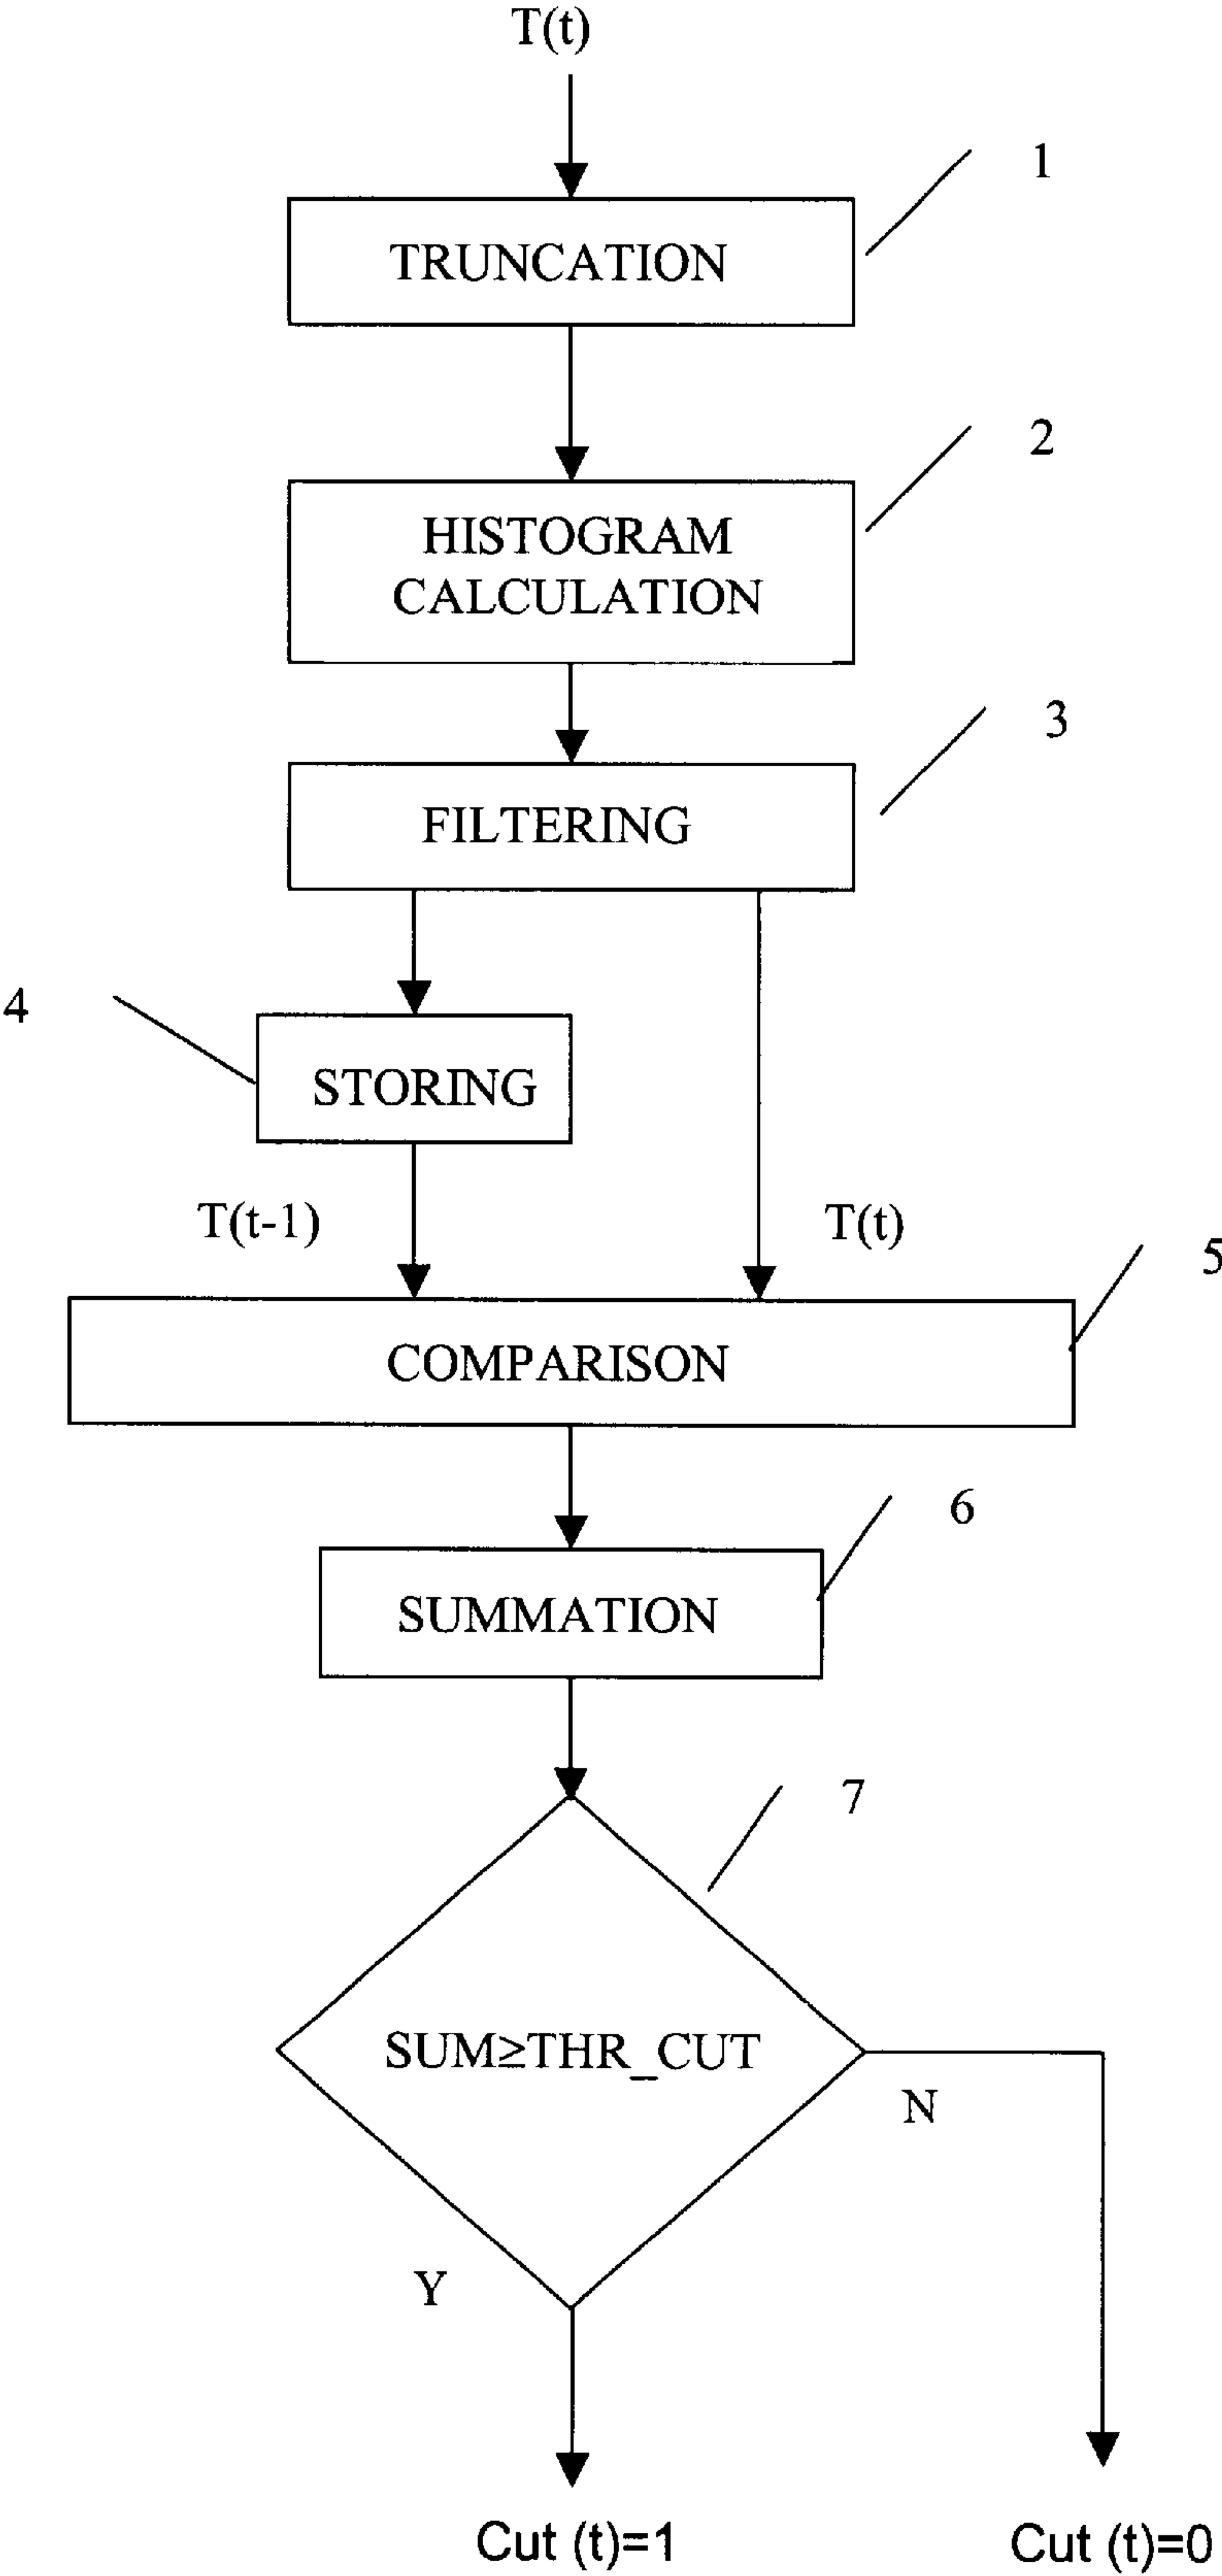 T(t)
1
TRUNCATION
2
HISTOGRAM
CALCULATION
3
FILTERING
4
STORING
T(t-1)
T(t)
5
COMPARISON
6
SUMMATION
7
SUM≥THR_CUT
N
Y
Cut (t)=1
Cut (t)=0